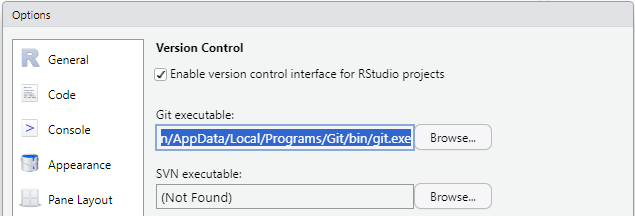 Options
General
Code
Console
Appearance
Pane Layout
Version Control
Enable version control interface for RStudio projects
Git executable:
n/AppData/Local/Programs/Git/bin/git.exe
Browse...
SVN executable:
(Not Found)
Browse...